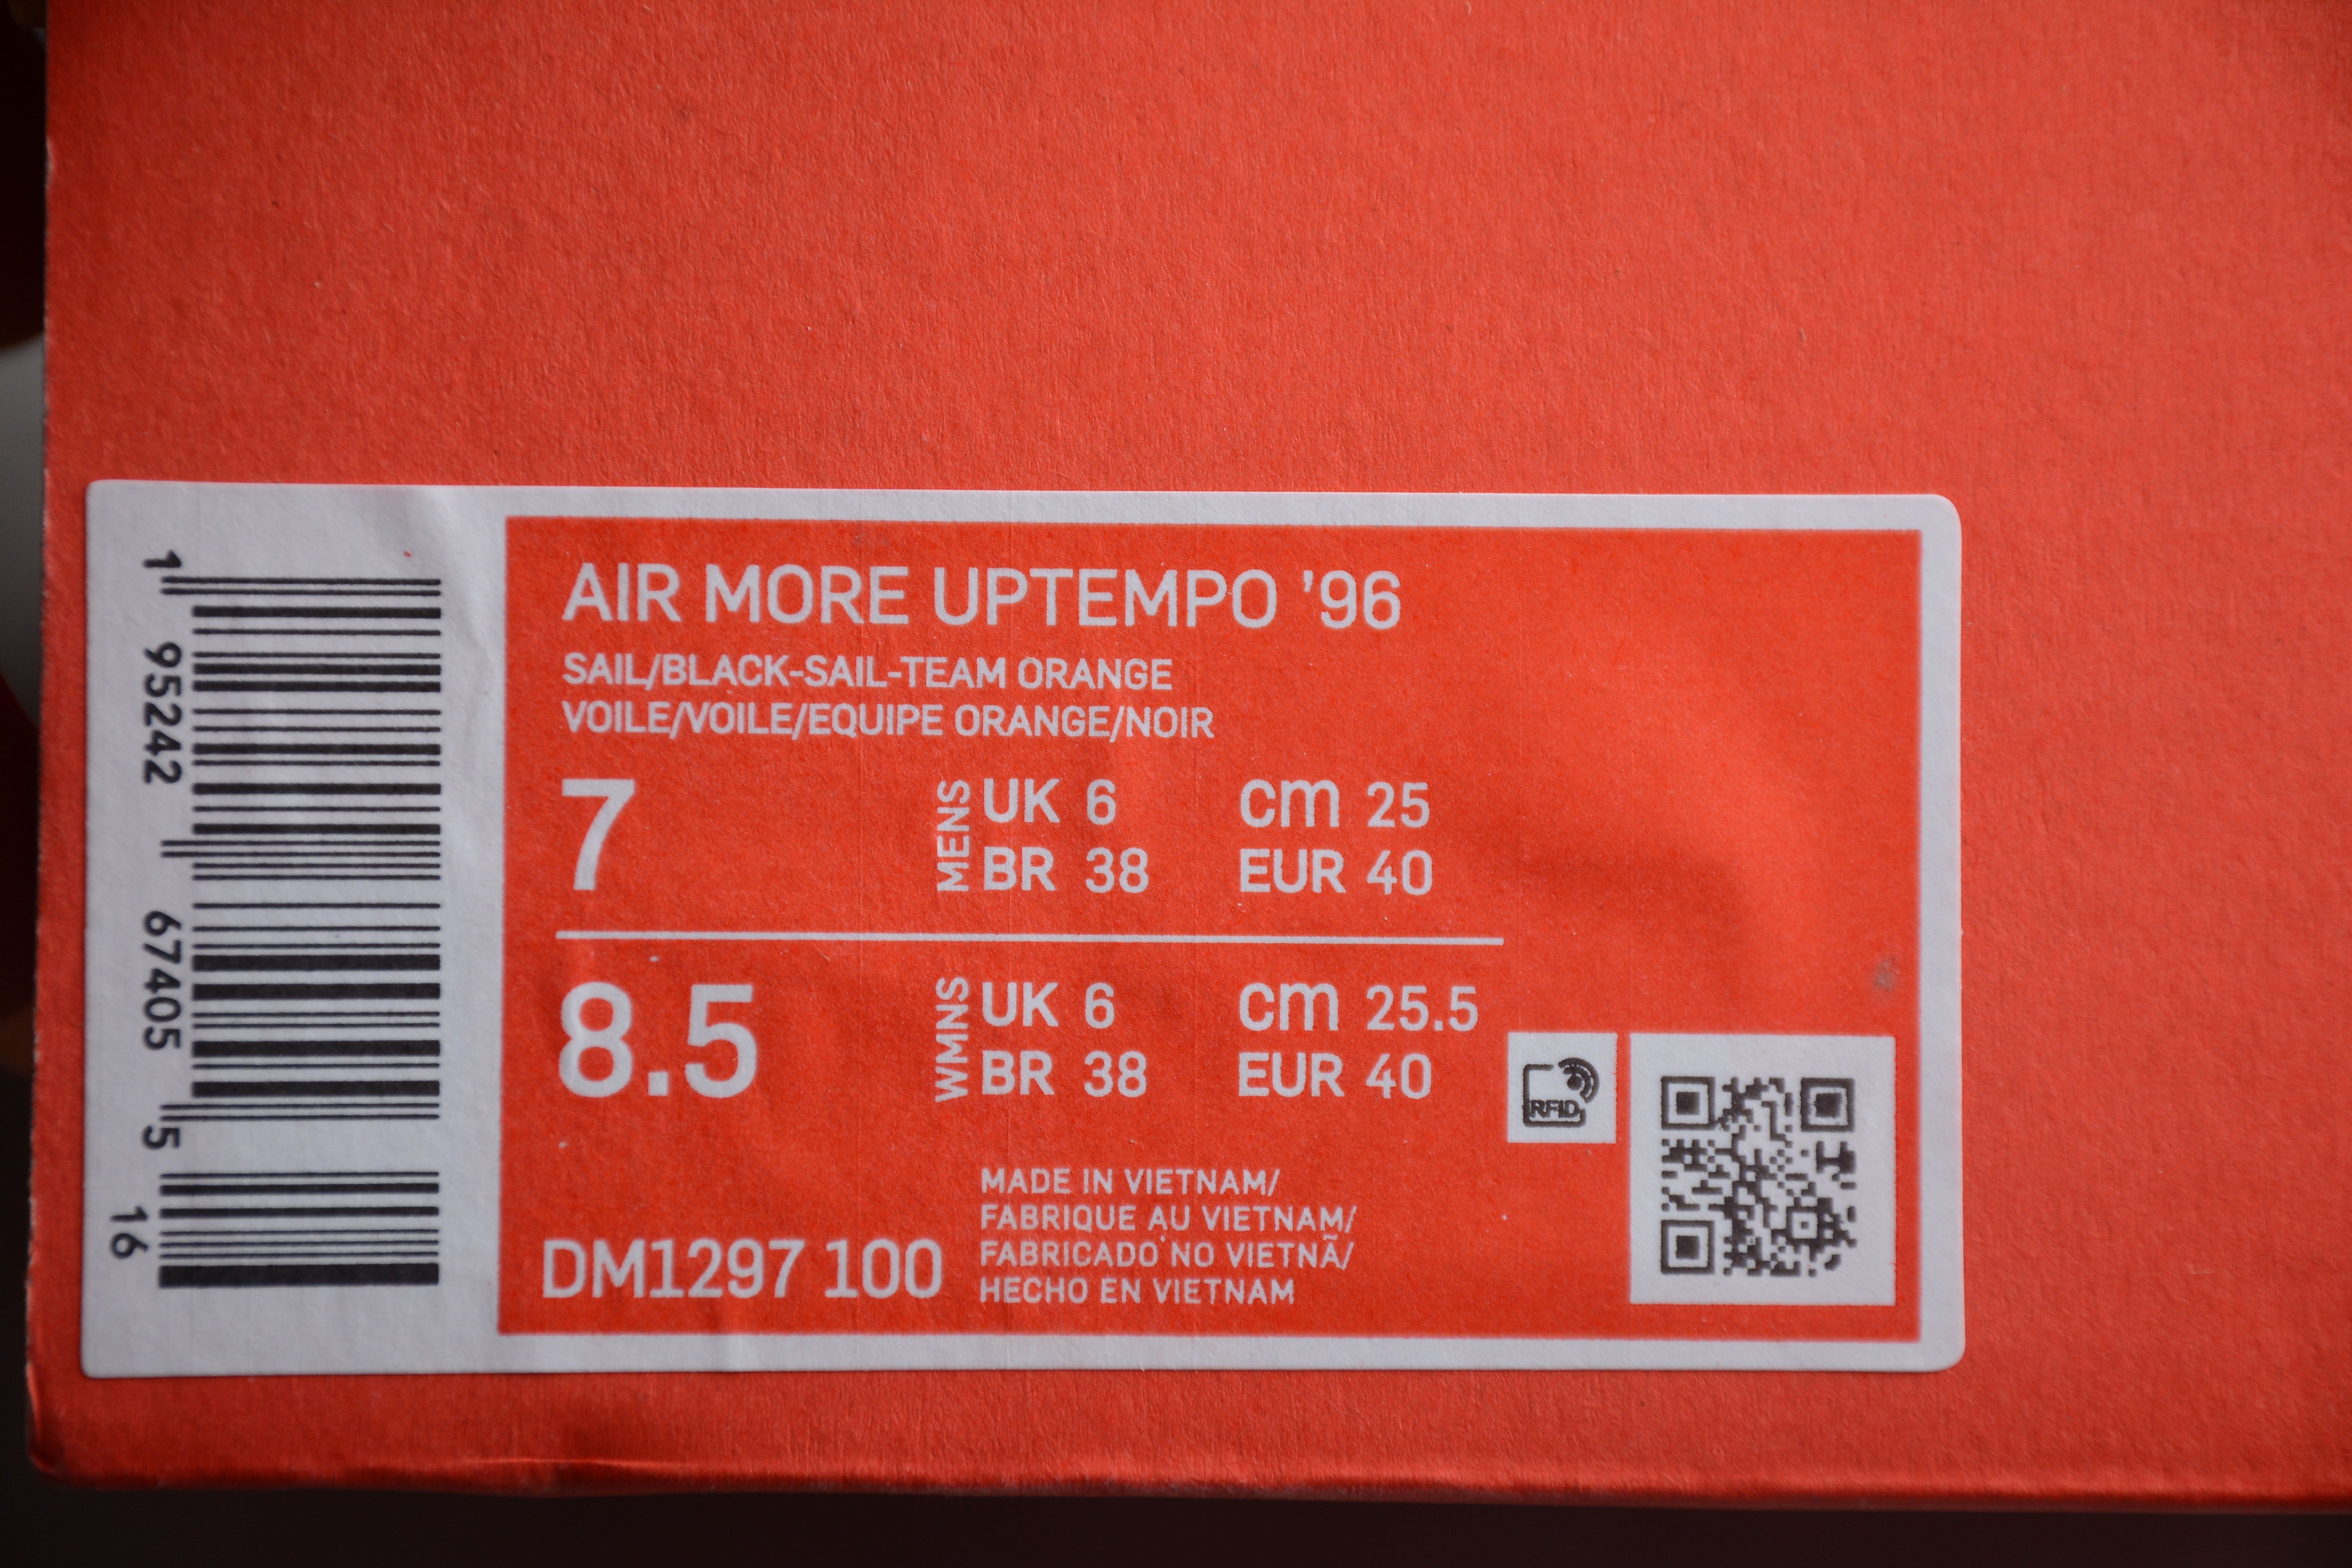 AIR MORE UPTEMPO '96
SAIL/BLACK-SAIL-TEAM ORANGE
VOILE/VOILE/EQUIPE ORANGE/NOIR
7
MENS
UK 6 cm 25
BR 38 EUR 40
8.5
WMNS
UK 6 cm 25.5
BR 38 EUR 40
RFID
DM1297 100
MADE IN VIETNAM/
FABRIQUE AU VIETNAM/
FABRICADO NO VIETNÃ/
HECHO EN VIETNAM
1 95242 67405 5
16